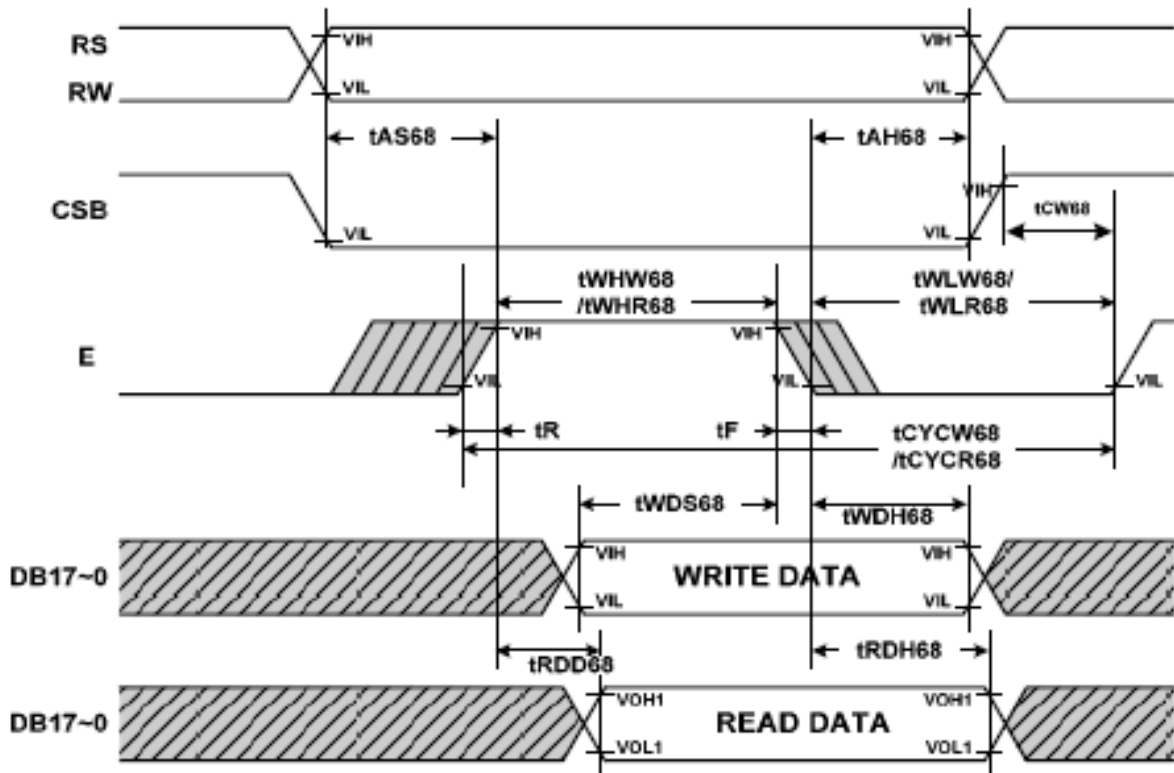 RS
VIH
VIH
RW
VIL
VIL
tAS68
tAH68
CSB
VIH
tCW68
VIL
VIL
tWHW68
/tWHR68
tWLW68/
tWLR68
E
VIH
VIH
VIL
VIL
VIL
tR
tF
tCYCW68
/tCYCR68
tWDS68
tWDH68
DB17~0
VIH
WRITE DATA
VIH
VIL
VIL
tRDD68
tRDH68
DB17~0
VOH1
READ DATA
VOH1
VOL1
VOL1